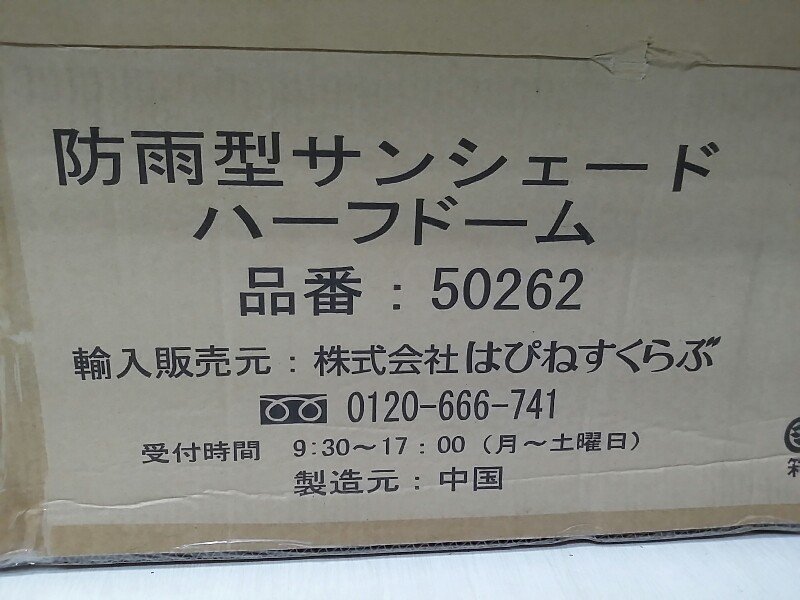 防雨型サンシェード
ハーフドーム
品番：50262
輸入販売元：株式会社はぴねすくらぶ
0120-666-741
受付時間 9:30～17:00（月～土曜日）
製造元：中国